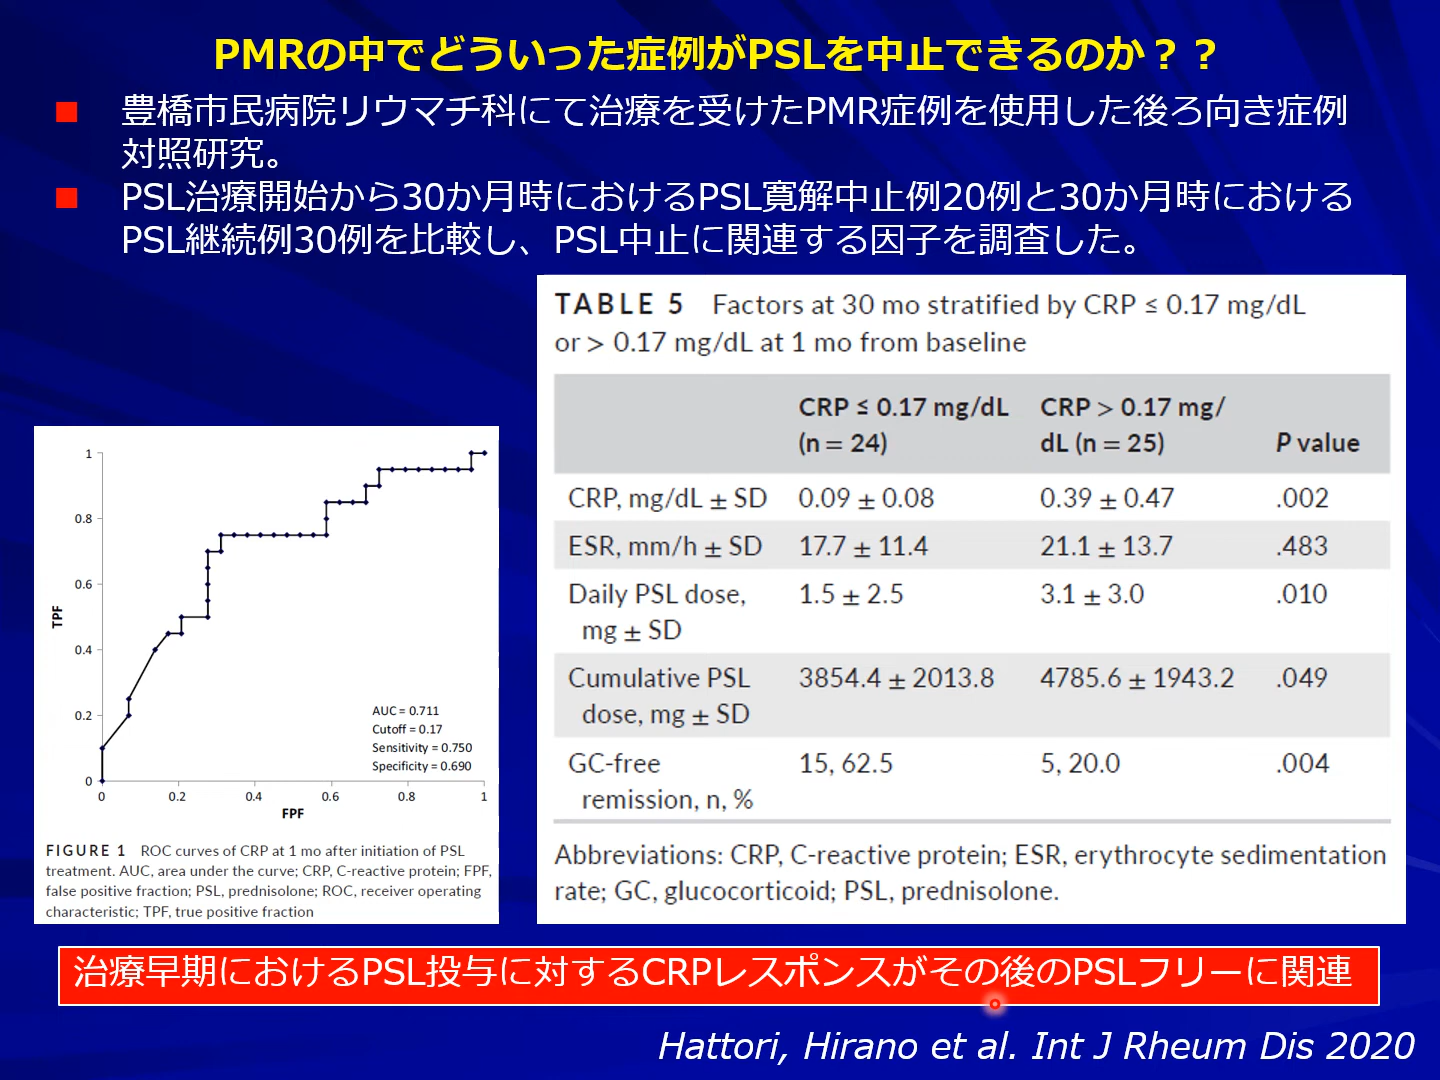 PMRの中でどういった症例がPSLを中止できるのか？？
■ 豊橋市民病院リウマチ科にて治療を受けたPMR症例を使用した後ろ向き症例
対照研究。
■ PSL治療開始から30か月時におけるPSL寛解中止例20例と30か月時における
PSL継続例30例を比較し、PSL中止に関連する因子を調査した。
TABLE 5 Factors at 30 mo stratified by CRP ≤ 0.17 mg/dL
or > 0.17 mg/dL at 1 mo from baseline
CRP ≤ 0.17 mg/dL CRP > 0.17 mg/
(n = 24) dL (n = 25) P value
CRP, mg/dL ± SD 0.09 ± 0.08 0.39 ± 0.47 .002
ESR, mm/h ± SD 17.7 ± 11.4 21.1 ± 13.7 .483
Daily PSL dose, 1.5 ± 2.5 3.1 ± 3.0 .010
mg ± SD
Cumulative PSL 3854.4 ± 2013.8 4785.6 ± 1943.2 .049
dose, mg ± SD
GC-free 15, 62.5 5, 20.0 .004
remission, n, %
Abbreviations: CRP, C-reactive protein; ESR, erythrocyte sedimentation
rate; GC, glucocorticoid; PSL, prednisolone.
1
0.8
0.6
TPF
0.4
0.2
0
AUC = 0.711
Cutoff = 0.17
Sensitivity = 0.750
Specificity = 0.690
0 0.2 0.4 0.6 0.8 1
FPF
FIGURE 1 ROC curves of CRP at 1 mo after initiation of PSL
treatment. AUC, area under the curve; CRP, C-reactive protein; FPF,
false positive fraction; PSL, prednisolone; ROC, receiver operating
characteristic; TPF, true positive fraction
治療早期におけるPSL投与に対するCRPレスポンスがその後のPSLフリーに関連
Hattori, Hirano et al. Int J Rheum Dis 2020